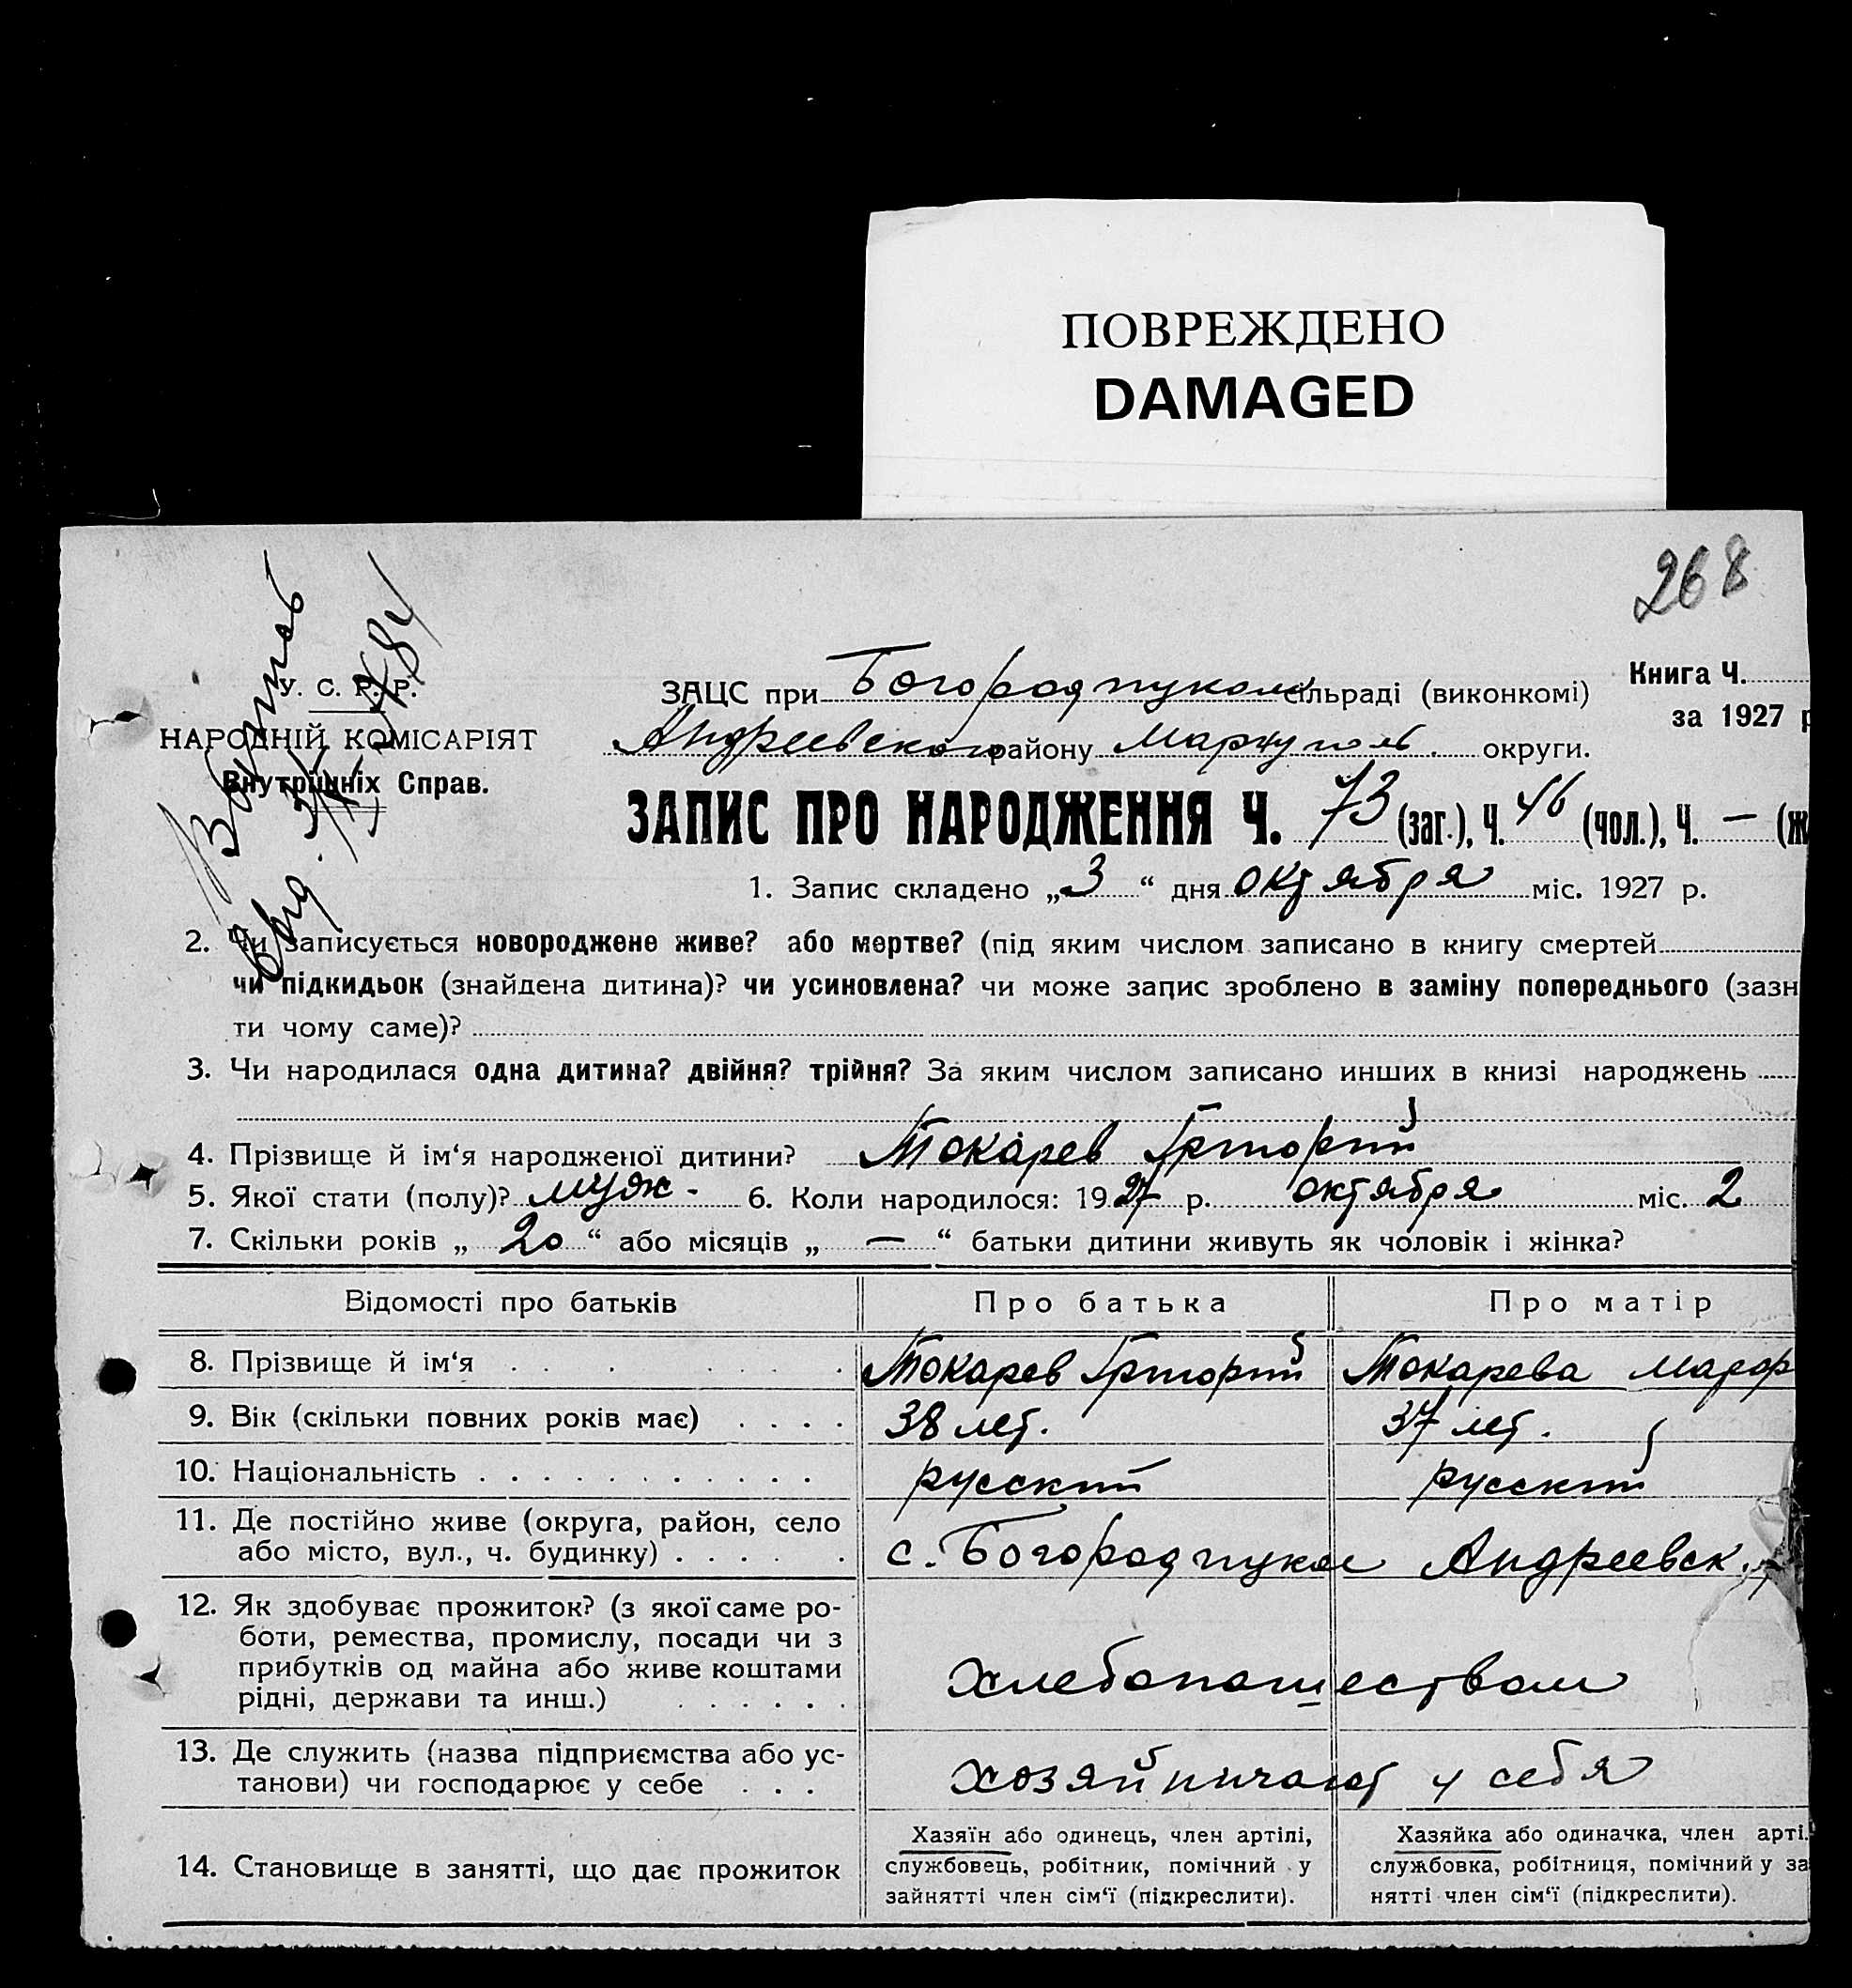 ПОВРЕЖДЕНО
DAMAGED
268
У. С. Р. Р.
НАРОДНІЙ КОМІСАРІЯТ
Внутрішніх Справ.
ЗАЦС при сільраді (виконкомі)
Книга Ч.
за 1927 р
Андреевского району Мариуполь. округи.
ЗАПИС ПРО НАРОДЖЕННЯ Ч. 73 (заг.), Ч. 46 (чол.), Ч. — (ж
1. Запис складено „3“ дня октября міс. 1927 р.
2. Чи записується новороджене живе? або мертве? (під яким числом записано в книгу смертей
чи підкидьок (знайдена дитина)? чи усиновлена? чи може запис зроблено в заміну попереднього (зазн
ти чому саме)?
3. Чи народилася одна дитина? двійня? трійня? За яким числом записано инших в книзі народжень
4. Прізвище й ім‘я народженої дитини? Токарев Григорий
5. Якої стати (полу)? муж. 6. Коли народилося: 1927 р. октября міс. 2
7. Скільки років „20“ або місяців „—“ батьки дитини живуть як чоловік і жінка?
Відомості про батьків Про батька Про матір
8. Прізвище й ім‘я Токарев Григорий Токарева Марф
9. Вік (скільки повних років має) 38 лет. 37 лет.
10. Національність русский русский
11. Де постійно живе (округа, район, село
або місто, вул., ч. будинку) с. Андреевск.
12. Як здобуває прожиток? (з якої саме ро-
боти, ремества, промислу, посади чи з
прибутків од майна або живе коштами
рідні, держави та инш.) хлебопашеством
13. Де служить (назва підприємства або ус-
танови) чи господарює у себе хозяйничают у себя
14. Становище в занятті, що дає прожиток
Хазяїн або одинець, член артілі,
службовець, робітник, помічний у
зайнятті член сім‘ї (підкреслити).
Хазяйка або одиначка, член арті.
службовка, робітниця, помічний у за
нятті член сім‘ї (підкреслити).